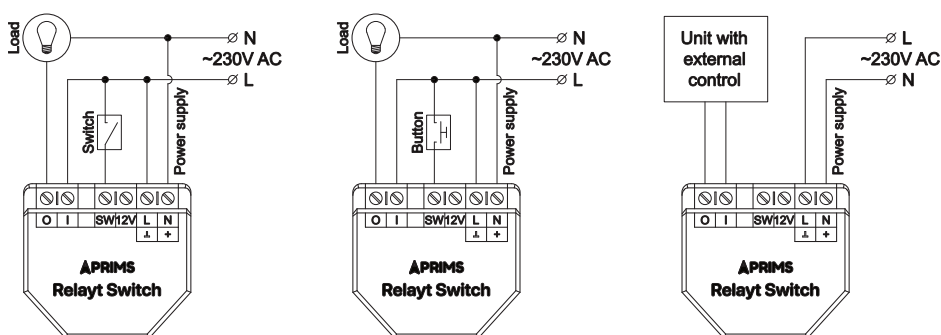 Load
N
~230V AC
L
Switch
Power supply
O I SW 12V L N
⊥ +
APRIMS
Relayt Switch
Load
N
~230V AC
L
Button
Power supply
O I SW 12V L N
⊥ +
APRIMS
Relayt Switch
Unit with
external
control
L
~230V AC
N
Power supply
O I SW 12V L N
⊥ +
APRIMS
Relayt Switch